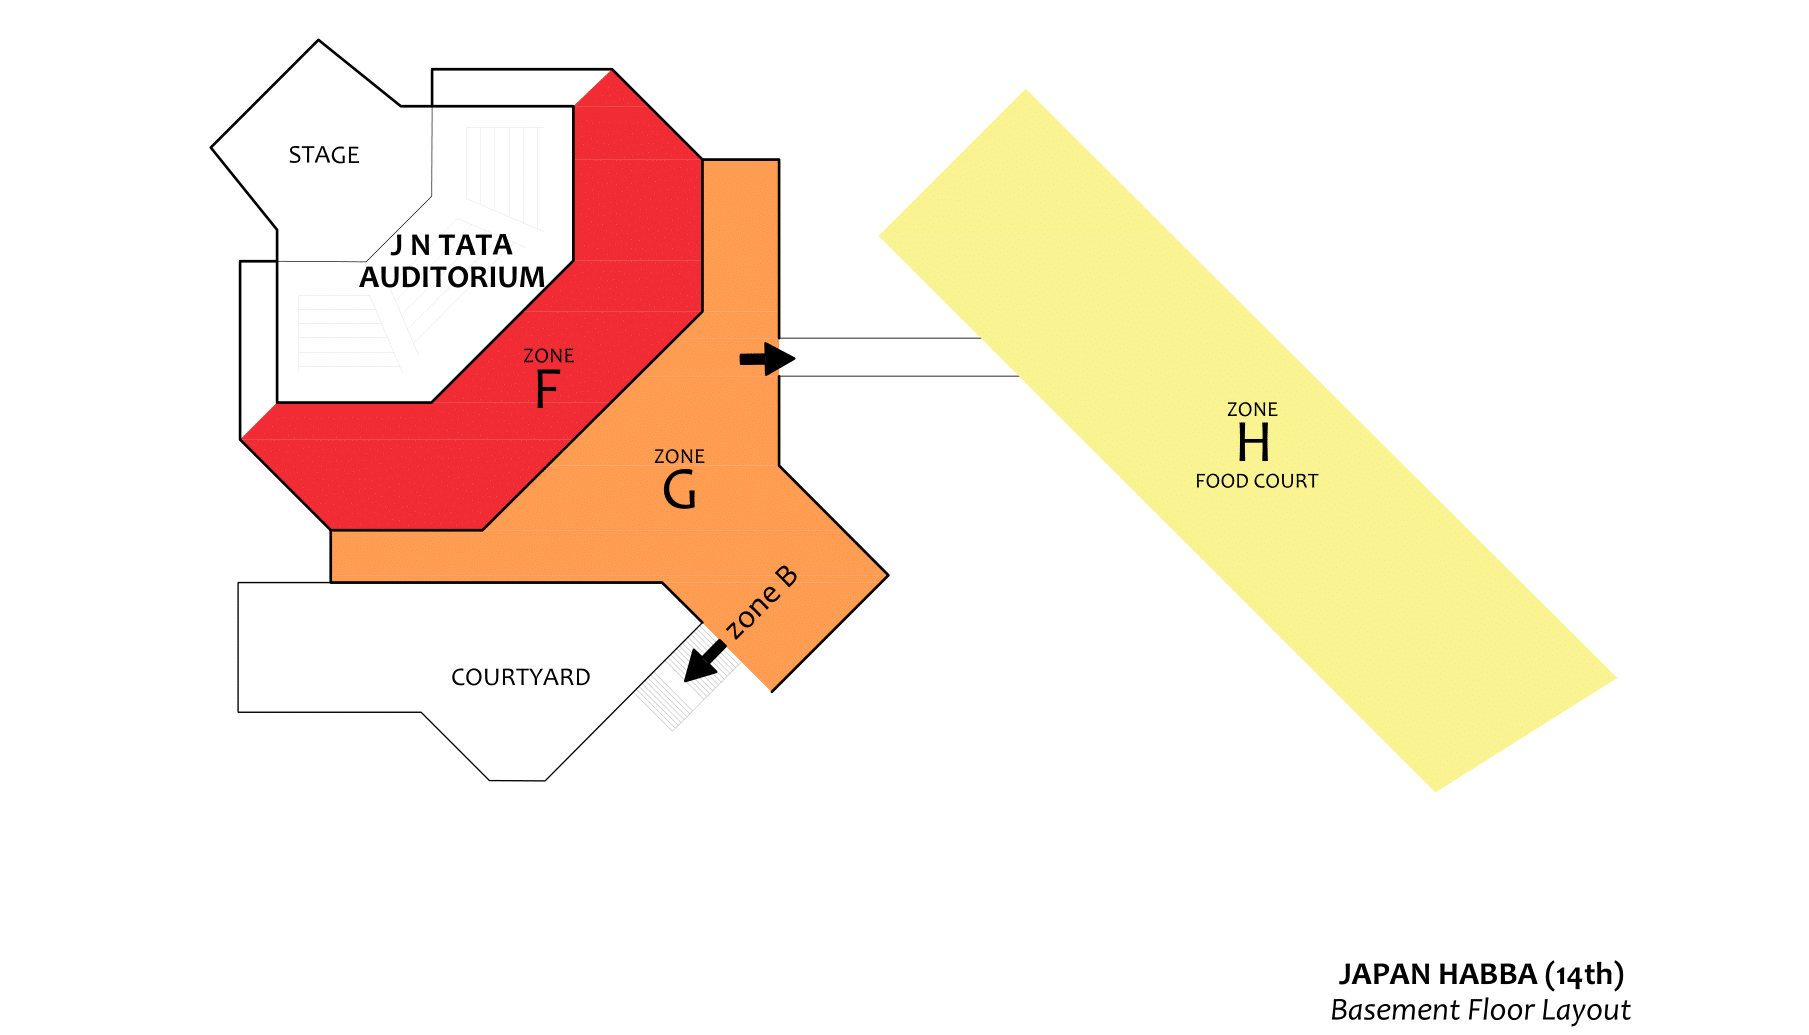 STAGE
J N TATA
AUDITORIUM
ZONE
F
ZONE
G
ZONE
H
FOOD COURT
zone B
COURTYARD
JAPAN HABBA (14th)
Basement Floor Layout